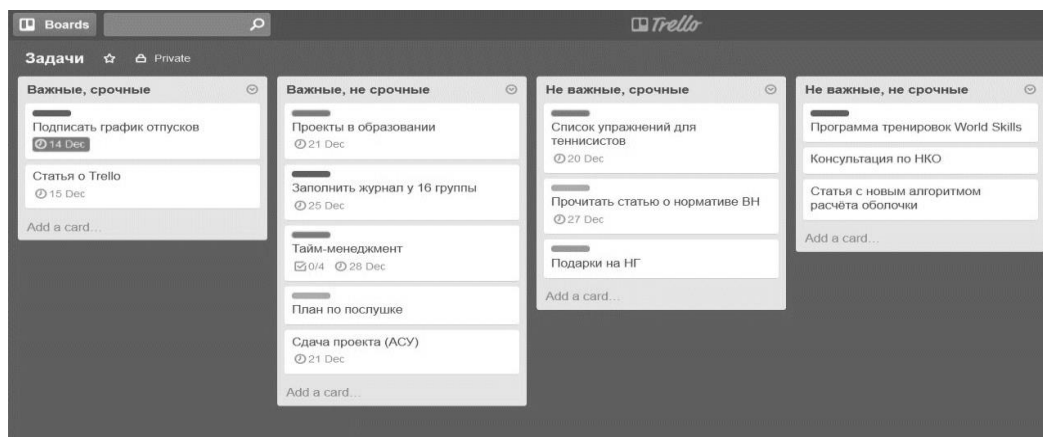 Boards
Trello
Задачи
Private
Важные, срочные
Подписать график отпусков
14 Dec
Статья о Trello
15 Dec
Add a card...
Важные, не срочные
Проекты в образовании
21 Dec
Заполнить журнал у 16 группы
25 Dec
Тайм-менеджмент
0/4 28 Dec
План по послушке
Сдача проекта (АСУ)
21 Dec
Add a card...
Не важные, срочные
Список упражнений для
теннисистов
20 Dec
Прочитать статью о нормативе ВН
27 Dec
Подарки на НГ
Add a card...
Не важные, не срочные
Программа тренировок World Skills
Консультация по НКО
Статья с новым алгоритмом
расчёта оболочки
Add a card...